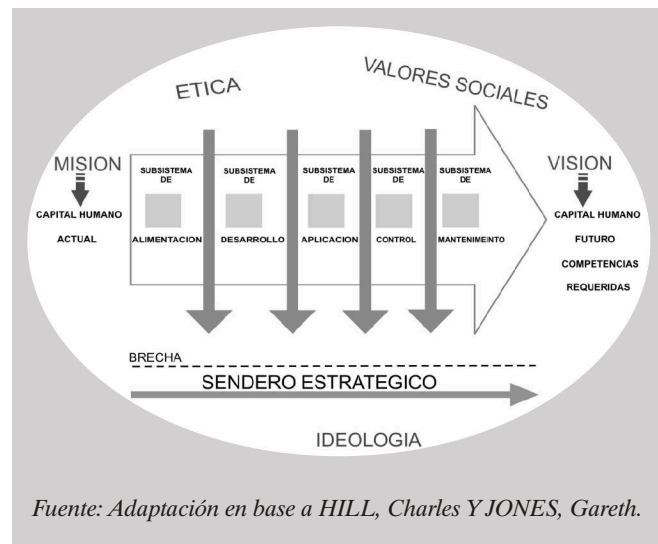 ETICA
VALORES SOCIALES
MISION
VISION
SUBSISTEMA
DE
ALIMENTACION
SUBSISTEMA
DE
DESARROLLO
SUBSISTEMA
DE
APLICACION
SUBSISTEMA
DE
CONTROL
SUBSISTEMA
DE
MANTENIMEINTO
CAPITAL HUMANO
ACTUAL
CAPITAL HUMANO
FUTURO
COMPETENCIAS
REQUERIDAS
BRECHA
SENDERO ESTRATEGICO
IDEOLOGIA
Fuente: Adaptación en base a HILL, Charles Y JONES, Gareth.